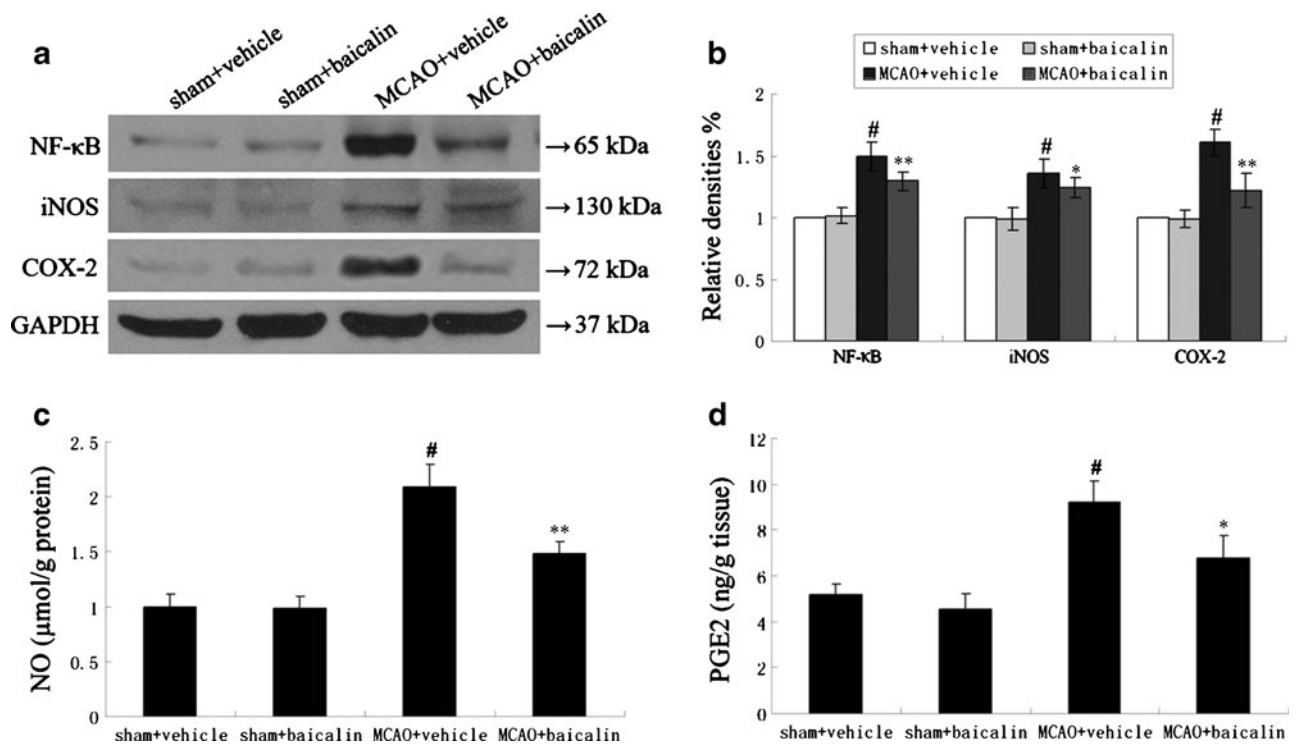 a
sham+vehicle
sham+baicalin
MCAO+vehicle
MCAO+baicalin
NF-κB
→65 kDa
iNOS
→130 kDa
COX-2
→72 kDa
GAPDH
→37 kDa
b
sham+vehicle sham+baicalin
MCAO+vehicle MCAO+baicalin
Relative densities %
2
1.5
1
0.5
0
# ** # * # **
NF-κB iNOS COX-2
c
NO (μmol/g protein)
2.5
2
1.5
1
0.5
0
# **
sham+vehicle sham+baicalin MCAO+vehicle MCAO+baicalin
d
PGE2 (ng/g tissue)
12
10
8
6
4
2
0
# *
sham+vehicle sham+baicalin MCAO+vehicle MCAO+baicalin